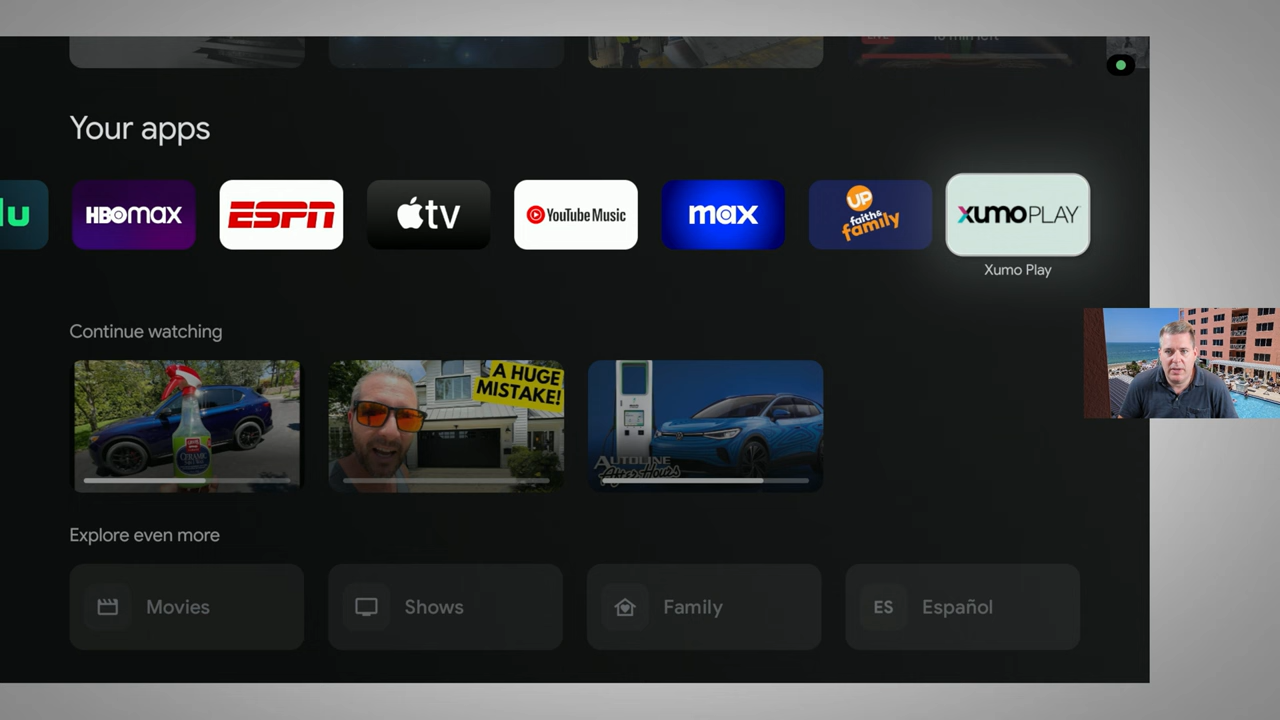 Your apps
lu
HBOMAX
ESPN
tv
YouTube Music
max
UP
faith&
family
XUMO PLAY
Xumo Play
Continue watching
A HUGE
MISTAKE!
CERAMIC
AUTOLINE
After Hours
Explore even more
Movies
Shows
Family
ES
Español